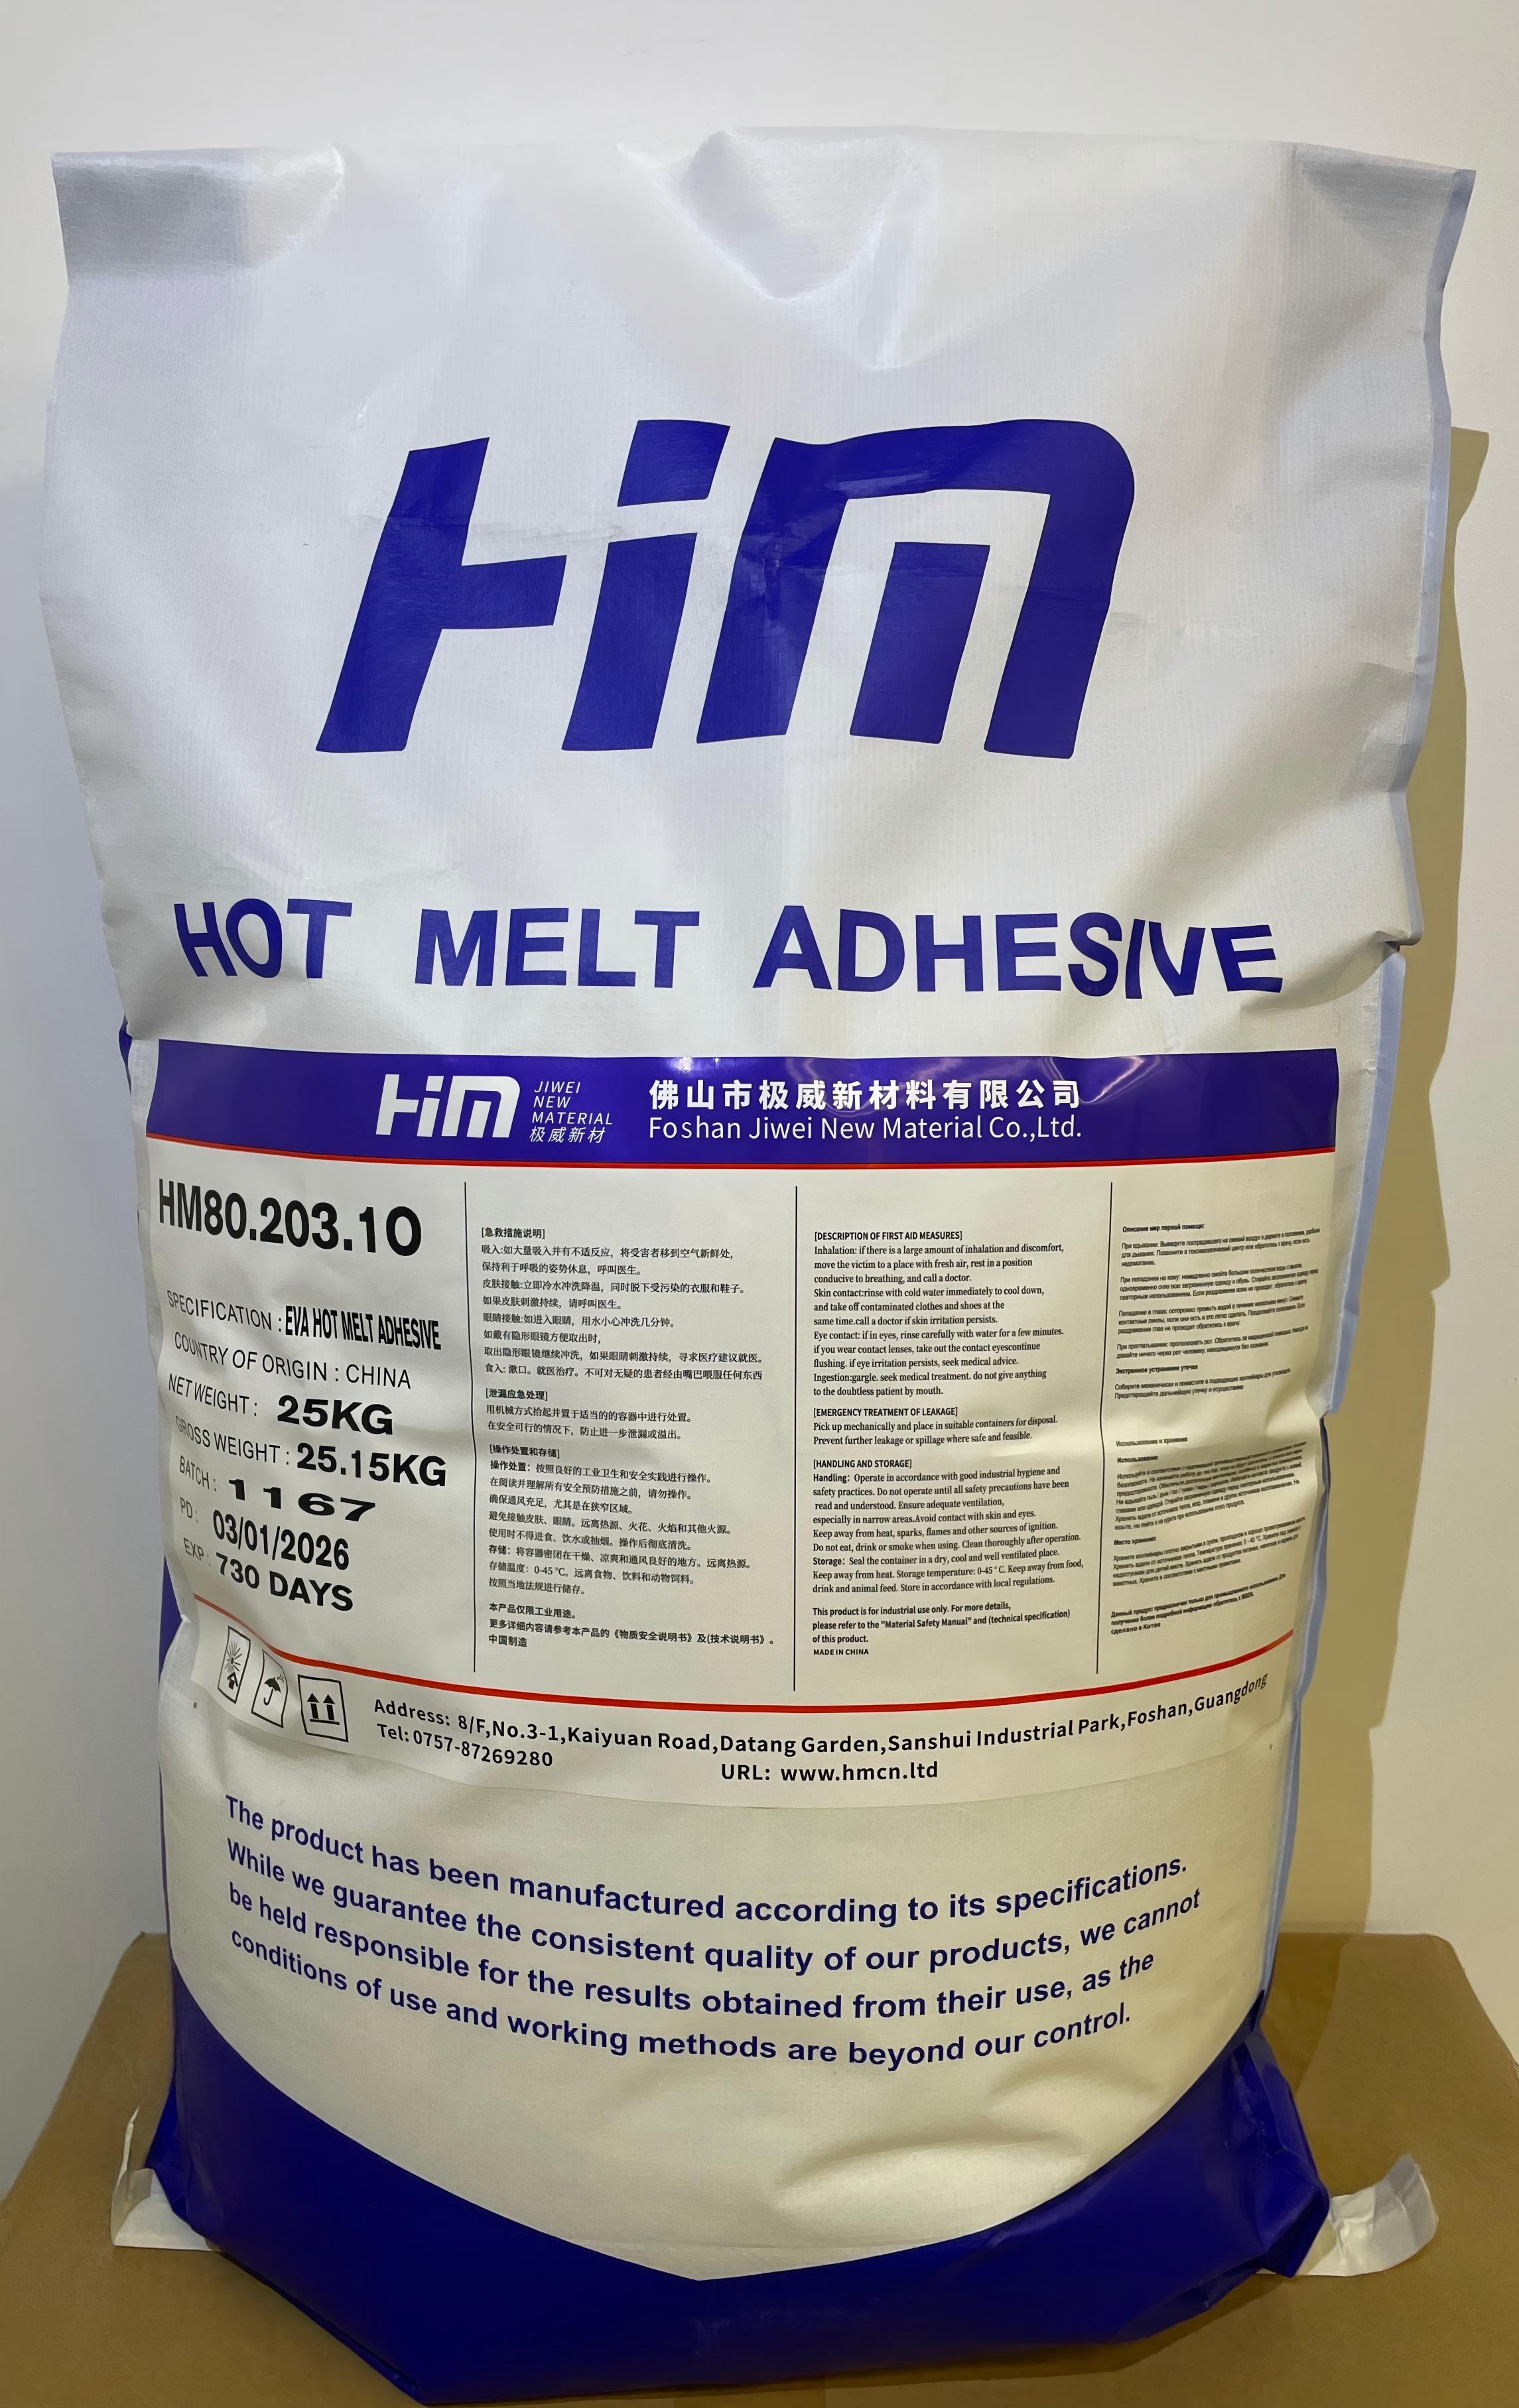 Him
HOT MELT ADHESIVE
Him
JIWEI
NEW
MATERIAL
极威新材
佛山市极威新材料有限公司
Foshan Jiwei New Material Co.,Ltd.
HM80.203.10
SPECIFICATION : EVA HOT MELT ADHESIVE
COUNTRY OF ORIGIN : CHINA
NET WEIGHT : 25KG
GROSS WEIGHT : 25.15KG
BATCH : 1167
PD: 03/01/2026
EXP: 730 DAYS
[急救措施说明]
吸入:如大量吸入并有不适反应，将受害者移到空气新鲜处，
保持利于呼吸的姿势休息，呼叫医生。
皮肤接触:立即冷水冲洗降温，同时脱下受污染的衣服和鞋子。
如果皮肤刺激持续，请呼叫医生。
眼睛接触:如进入眼睛，用水小心冲洗几分钟。
如戴有隐形眼镜方便取出时，
取出隐形眼镜继续冲洗，如果眼睛刺激持续，寻求医疗建议就医。
食入: 漱口。就医治疗。不可对无疑的患者经由嘴巴喂服任何东西
[泄漏应急处理]
用机械方式拾起并置于适当的的容器中进行处置。
在安全可行的情况下，防止进一步泄漏或溢出。
[操作处置和存储]
操作处置：按照良好的工业卫生和安全实践进行操作。
在阅读并理解所有安全预防措施之前，请勿操作。
确保通风充足，尤其是在狭窄区域。
避免接触皮肤、眼睛。远离热源、火花、火焰和其他火源。
使用时不得进食、饮水或抽烟。操作后彻底清洗。
存储：将容器密闭在干燥、凉爽和通风良好的地方。远离热源。
存储温度：0-45 °C。远离食物、饮料和动物饲料。
按照当地法规进行储存。
本产品仅限工业用途。
更多详细内容请参考本产品的《物质安全说明书》及(技术说明书》。
中国制造
[DESCRIPTION OF FIRST AID MEASURES]
Inhalation: if there is a large amount of inhalation and discomfort,
move the victim to a place with fresh air, rest in a position
conducive to breathing, and call a doctor.
Skin contact:rinse with cold water immediately to cool down,
and take off contaminated clothes and shoes at the
same time.call a doctor if skin irritation persists.
Eye contact: if in eyes, rinse carefully with water for a few minutes.
if you wear contact lenses, take out the contact eyescontinue
flushing. if eye irritation persists, seek medical advice.
Ingestion:gargle. seek medical treatment. do not give anything
to the doubtless patient by mouth.
[EMERGENCY TREATMENT OF LEAKAGE]
Pick up mechanically and place in suitable containers for disposal.
Prevent further leakage or spillage where safe and feasible.
[HANDLING AND STORAGE]
Handling: Operate in accordance with good industrial hygiene and
safety practices. Do not operate until all safety precautions have been
read and understood. Ensure adequate ventilation,
especially in narrow areas.Avoid contact with skin and eyes.
Keep away from heat, sparks, flames and other sources of ignition.
Do not eat, drink or smoke when using. Clean thoroughly after operation.
Storage: Seal the container in a dry, cool and well ventilated place.
Keep away from heat. Storage temperature: 0-45 ° C. Keep away from food,
drink and animal feed. Store in accordance with local regulations.
This product is for industrial use only. For more details,
please refer to the "Material Safety Manual" and (technical specification)
of this product.
MADE IN CHINA
Описание мер первой помощи:
Экстренное устранение утечки
Использование и хранение
Использование
Место хранения
сделано в Китае
Address: 8/F,No.3-1,Kaiyuan Road,Datang Garden,Sanshui Industrial Park,Foshan,Guangdong
Tel: 0757-87269280
URL: www.hmcn.ltd
The product has been manufactured according to its specifications.
While we guarantee the consistent quality of our products, we cannot
be held responsible for the results obtained from their use, as the
conditions of use and working methods are beyond our control.